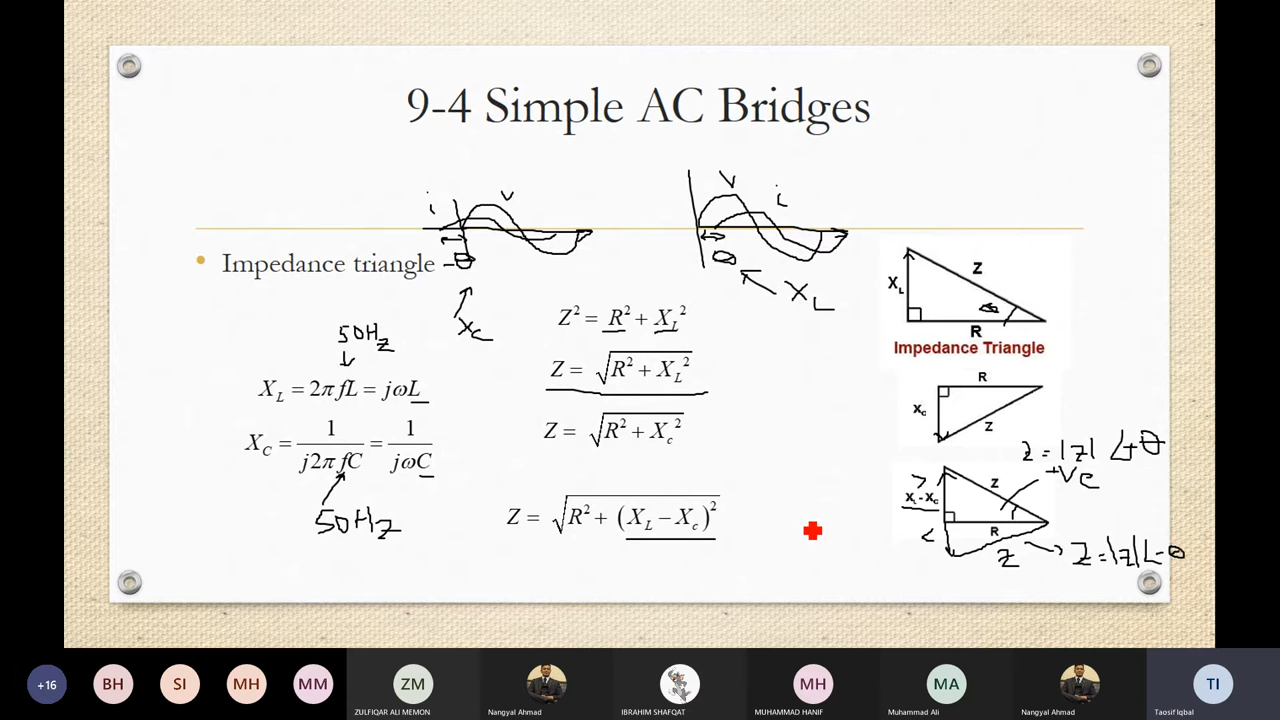 9-4 Simple AC Bridges
i V
V i
• Impedance triangle -θ
θ
X_L
X_C
50Hz
X_L = 2πfL = jωL
X_C = 1/(j2πfC) = 1/(jωC)
50Hz
Z² = R² + X_L²
Z = √(R² + X_L²)
Z = √(R² + X_c²)
Z = √(R² + (X_L − X_c)²)
X_L Z θ
R
Impedance Triangle
R
X_c Z
Z = |Z| ∠+θ
+ve
> Z
X_L - X_C
< R
Z → Z = |Z| ∠-θ
+16 BH SI MH MM ZM MH MA TI
ZULFIQAR ALI MEMON Nangyal Ahmad IBRAHIM SHAFQAT MUHAMMAD HANIF Muhammad Ali Nangyal Ahmad Taosif Iqbal